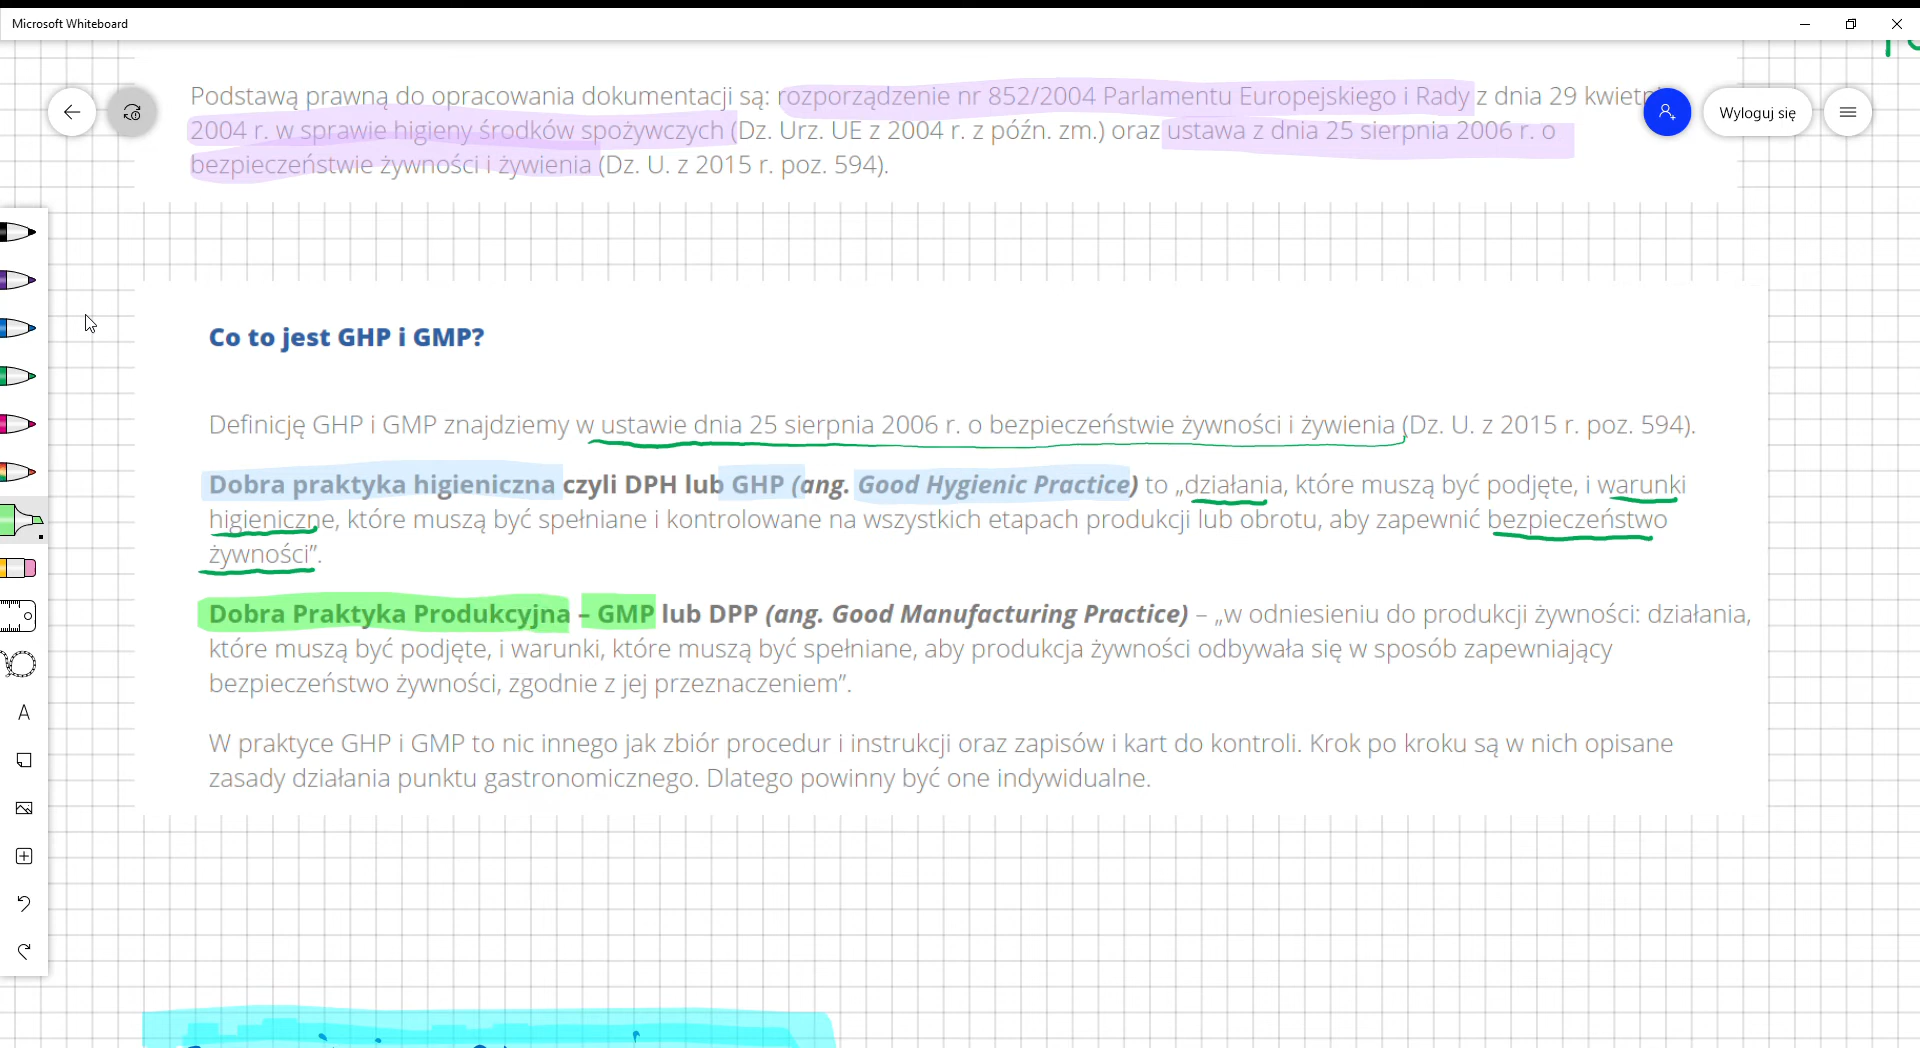 Microsoft Whiteboard
Podstawą prawną do opracowania dokumentacji są: rozporządzenie nr 852/2004 Parlamentu Europejskiego i Rady z dnia 29
2004 r. w sprawie higieny środków spożywczych (Dz. Urz. UE z 2004 r. z późn. zm.) oraz ustawa z dnia 25 sierpnia 2006 r. o
bezpieczeństwie żywności i żywienia (Dz. U. z 2015 r. poz. 594).
Wyloguj się
Co to jest GHP i GMP?
Definicję GHP i GMP znajdziemy w ustawie dnia 25 sierpnia 2006 r. o bezpieczeństwie żywności i żywienia (Dz. U. z 2015 r. poz. 594).
Dobra praktyka higieniczna czyli DPH lub GHP (ang. Good Hygienic Practice) to „działania, które muszą być podjęte, i warunki
higieniczne, które muszą być spełniane i kontrolowane na wszystkich etapach produkcji lub obrotu, aby zapewnić bezpieczeństwo
żywności”.
Dobra Praktyka Produkcyjna – GMP lub DPP (ang. Good Manufacturing Practice) – „w odniesieniu do produkcji żywności: działania,
które muszą być podjęte, i warunki, które muszą być spełniane, aby produkcja żywności odbywała się w sposób zapewniający
bezpieczeństwo żywności, zgodnie z jej przeznaczeniem”.
W praktyce GHP i GMP to nic innego jak zbiór procedur i instrukcji oraz zapisów i kart do kontroli. Krok po kroku są w nich opisane
zasady działania punktu gastronomicznego. Dlatego powinny być one indywidualne.